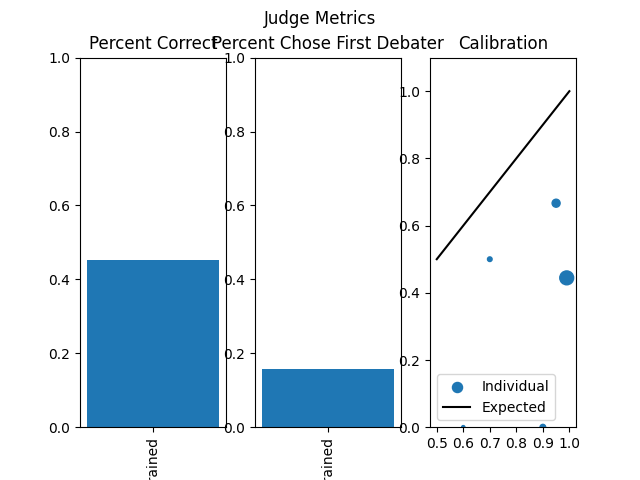 Judge Metrics
Percent Correct
Percent Chose First Debater
Calibration
1.0
0.8
0.6
0.4
0.2
0.0
rained
1.0
0.8
0.6
0.4
0.2
0.0
rained
1.0
0.8
0.6
0.4
0.2
0.0
Individual
Expected
0.5 0.6 0.7 0.8 0.9 1.0